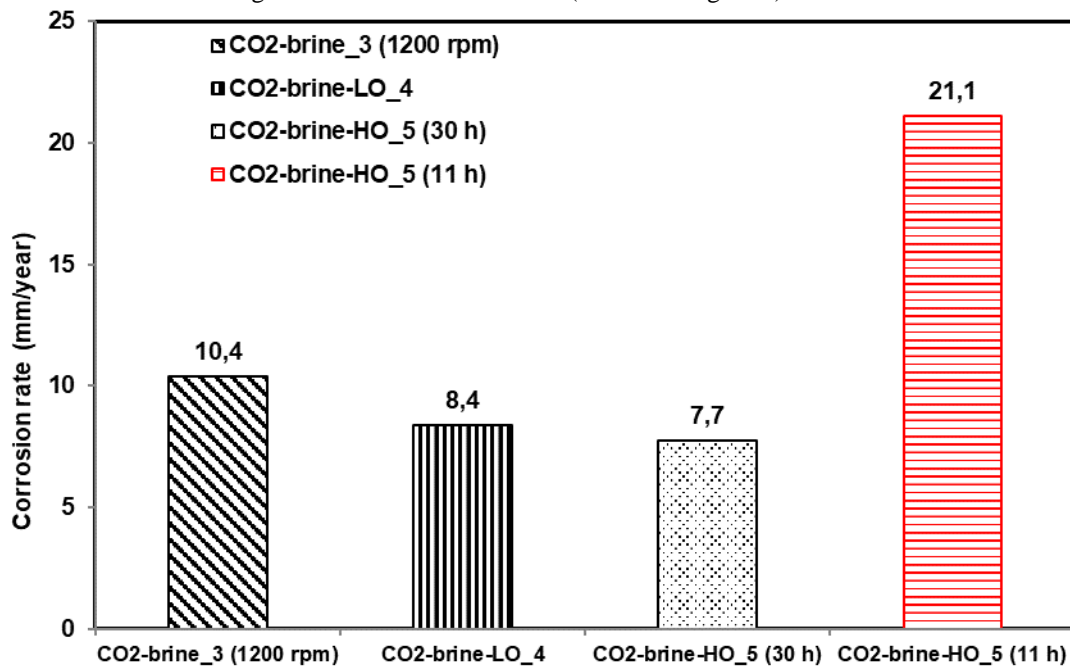 25
20
15
10
5
0
Corrosion rate (mm/year)
CO2-brine_3 (1200 rpm)
CO2-brine-LO_4
CO2-brine-HO_5 (30 h)
CO2-brine-HO_5 (11 h)
10,4
8,4
7,7
21,1
CO2-brine_3 (1200 rpm) CO2-brine-LO_4 CO2-brine-HO_5 (30 h) CO2-brine-HO_5 (11 h)